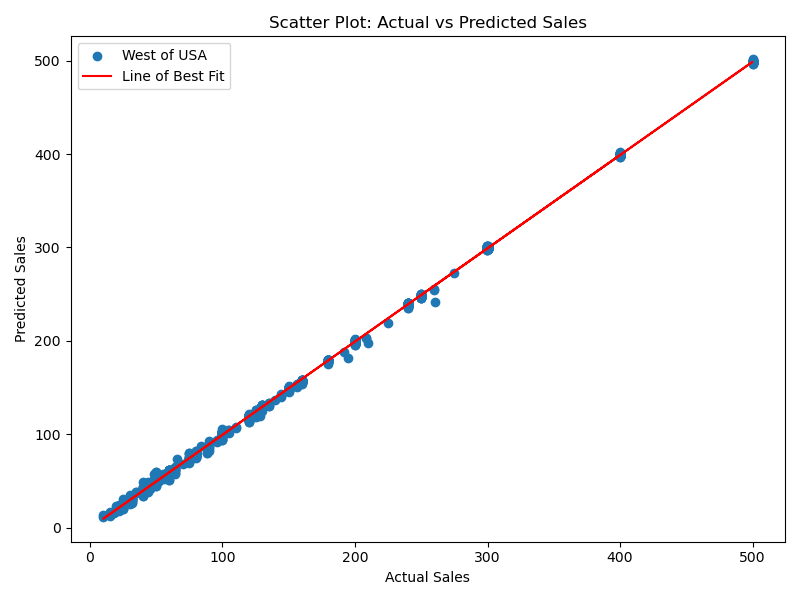 Scatter Plot: Actual vs Predicted Sales
West of USA
Line of Best Fit
Predicted Sales
500
400
300
200
100
0
0 100 200 300 400 500
Actual Sales